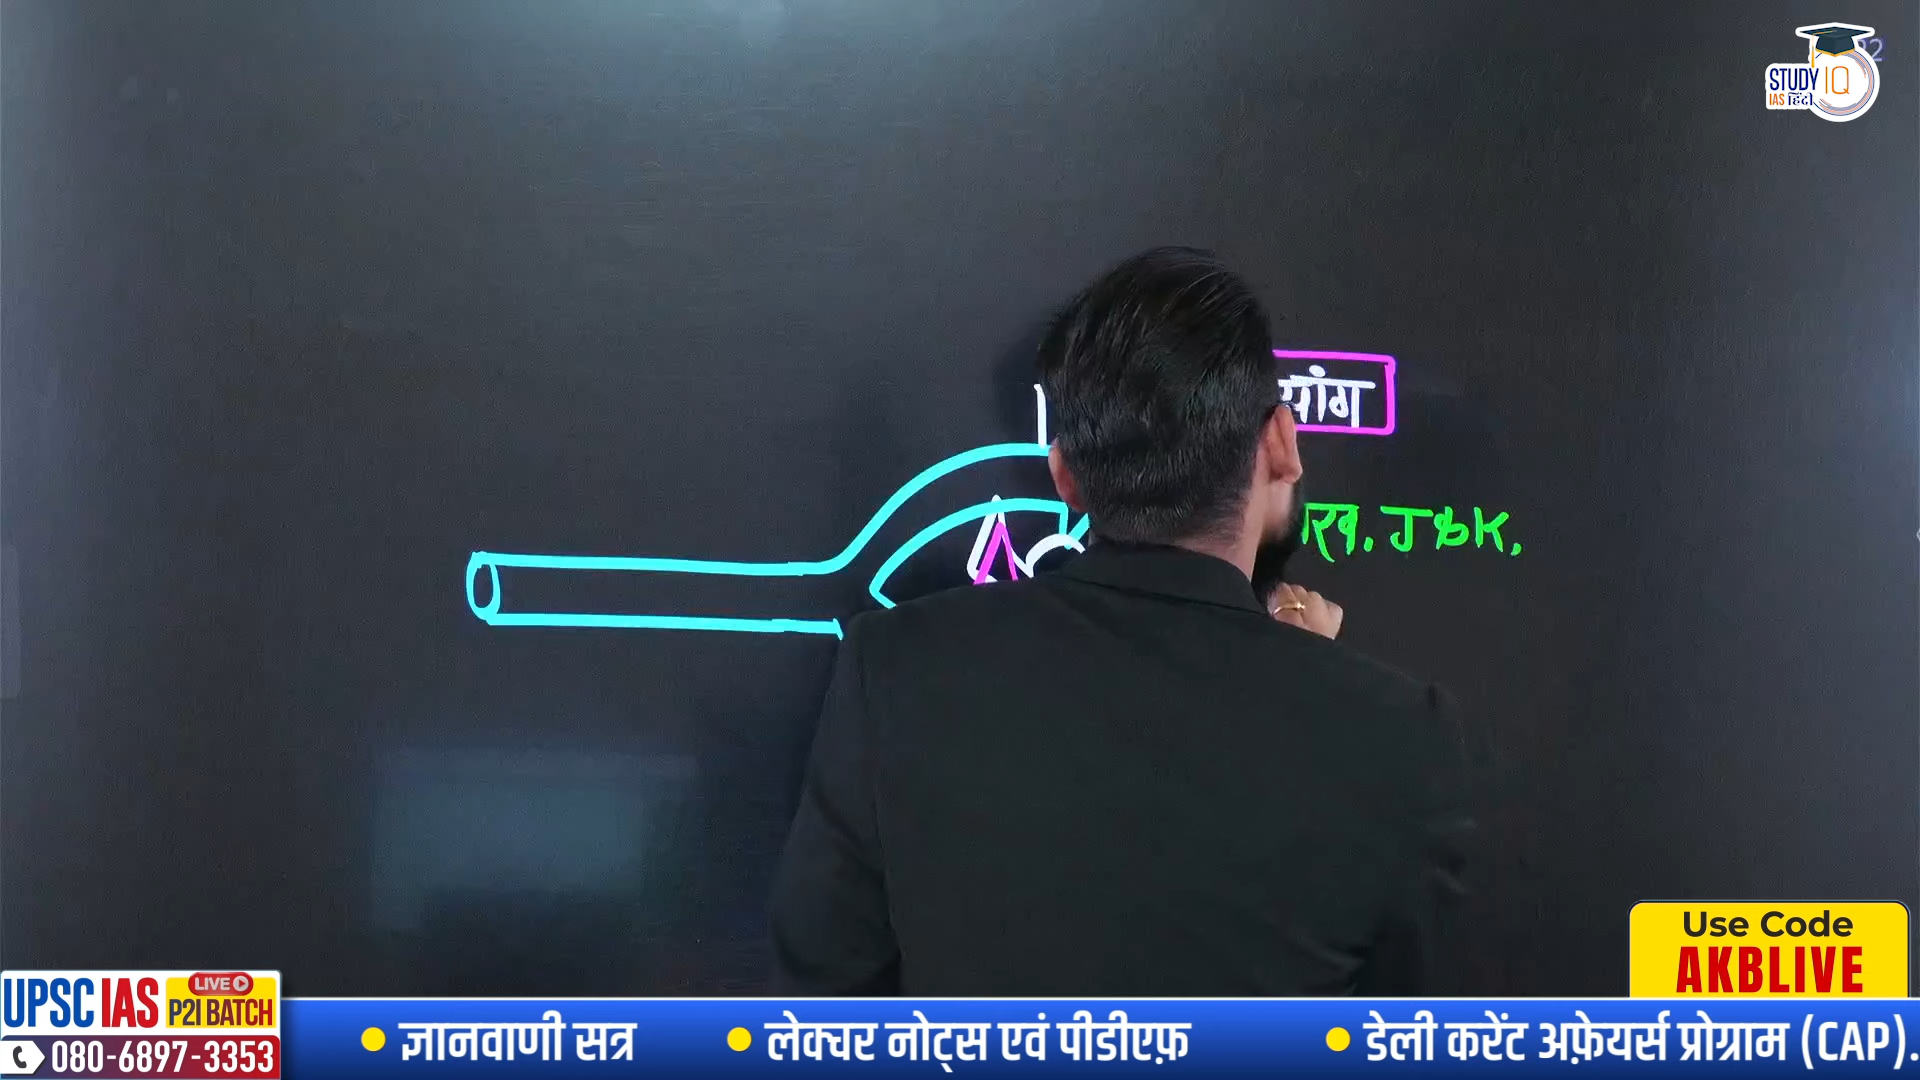 STUDY IQ
IAS हिंदी
J&K,
Use Code
AKBLIVE
UPSC IAS LIVE P2I BATCH
080-6897-3353
ज्ञानवाणी सत्र
लेक्चर नोट्स एवं पीडीएफ़
डेली करेंट अफ़ेयर्स प्रोग्राम (CAP).